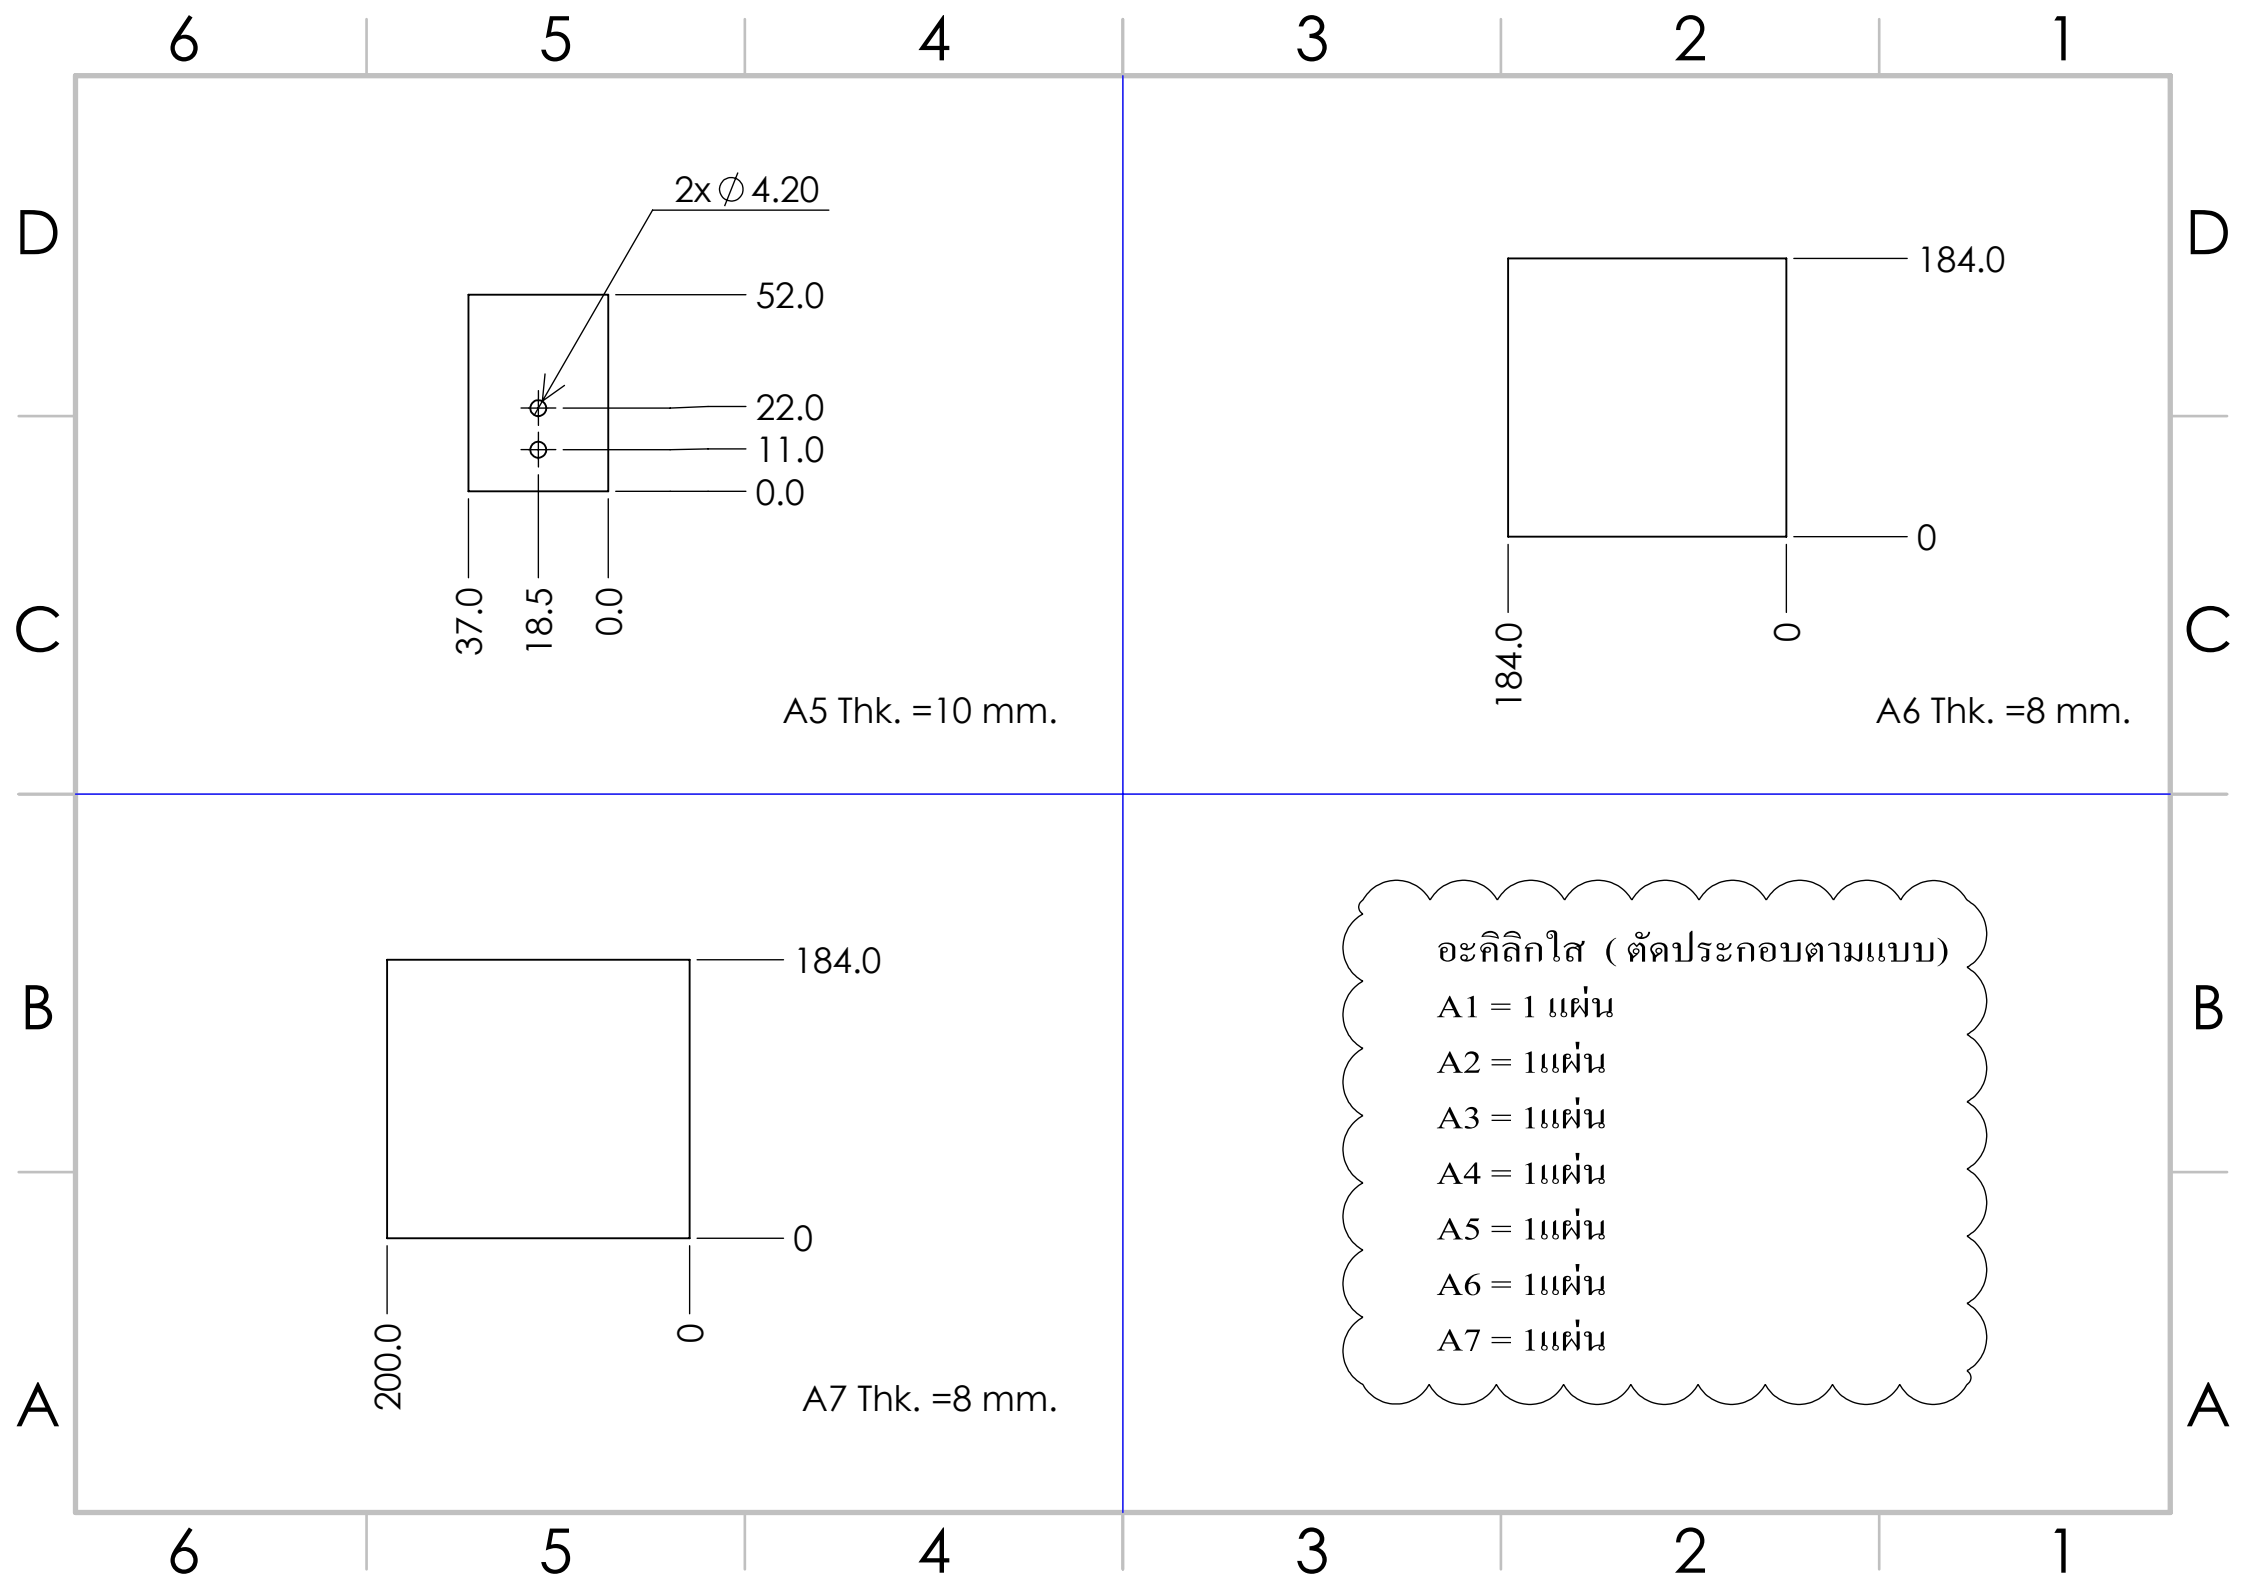 6 5 4 3 2 1
D D
2x∅4.20
52.0
22.0
11.0
0.0
37.0
18.5
0.0
A5 Thk. =10 mm.
184.0
0
184.0
0
A6 Thk. =8 mm.
C C
184.0
0
200.0
0
A7 Thk. =8 mm.
B B
อะคิลิกใส ( ตัดประกอบตามแบบ)
A1 = 1 แผ่น
A2 = 1แผ่น
A3 = 1แผ่น
A4 = 1แผ่น
A5 = 1แผ่น
A6 = 1แผ่น
A7 = 1แผ่น
A A
6 5 4 3 2 1